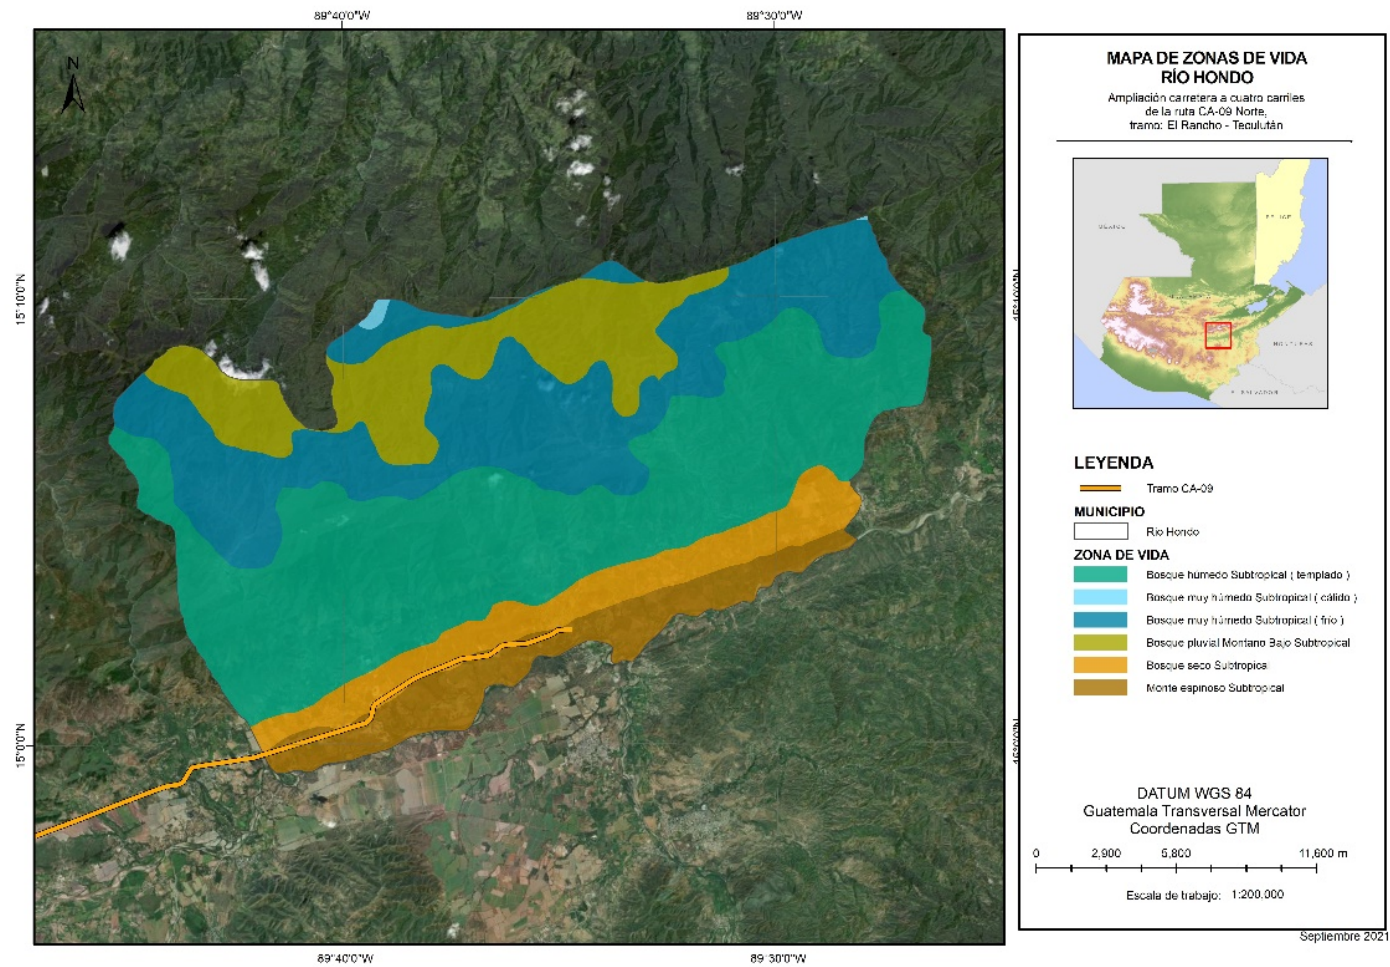 89°40'0"W
89°30'0"W
N
15°10'0"N
15°0'0"N
89°40'0"W
89°30'0"W
MAPA DE ZONAS DE VIDA
RÍO HONDO
Ampliación carretera a cuatro carriles
de la ruta CA-09 Norte,
tramo: El Rancho - Teculután
HONDURAS
EL SALVADOR
LEYENDA
Tramo CA-09
MUNICIPIO
Río Hondo
ZONA DE VIDA
Bosque húmedo Subtropical ( templado )
Bosque muy húmedo Subtropical ( cálido )
Bosque muy húmedo Subtropical ( frío )
Bosque pluvial Montano Bajo Subtropical
Bosque seco Subtropical
Monte espinoso Subtropical
DATUM WGS 84
Guatemala Transversal Mercator
Coordenadas GTM
0 2,900 5,800 11,600 m
Escala de trabajo: 1:200,000
Septiembre 2021